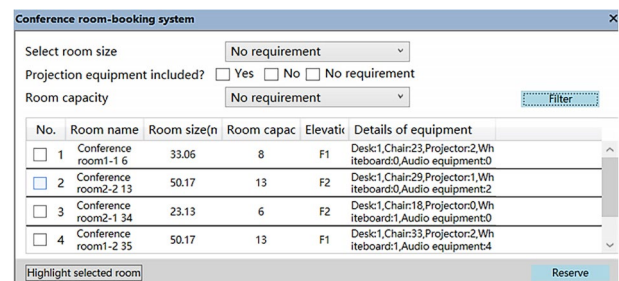 Conference room-booking system ×
Select room size No requirement
Projection equipment included? Yes No No requirement
Room capacity No requirement Filter
No. Room name Room size(n Room capac Elevatic Details of equipment
1 Conference room1-1 6 33.06 8 F1 Desk:1,Chair:23,Projector:2,Wh
iteboard:0,Audio equipment:0
2 Conference room2-2 13 50.17 13 F2 Desk:1,Chair:29,Projector:1,Wh
iteboard:0,Audio equipment:2
3 Conference room2-1 34 23.13 6 F2 Desk:1,Chair:18,Projector:0,Wh
iteboard:1,Audio equipment:0
4 Conference room1-2 35 50.17 13 F1 Desk:1,Chair:33,Projector:2,Wh
iteboard:1,Audio equipment:4
Highlight selected room Reserve